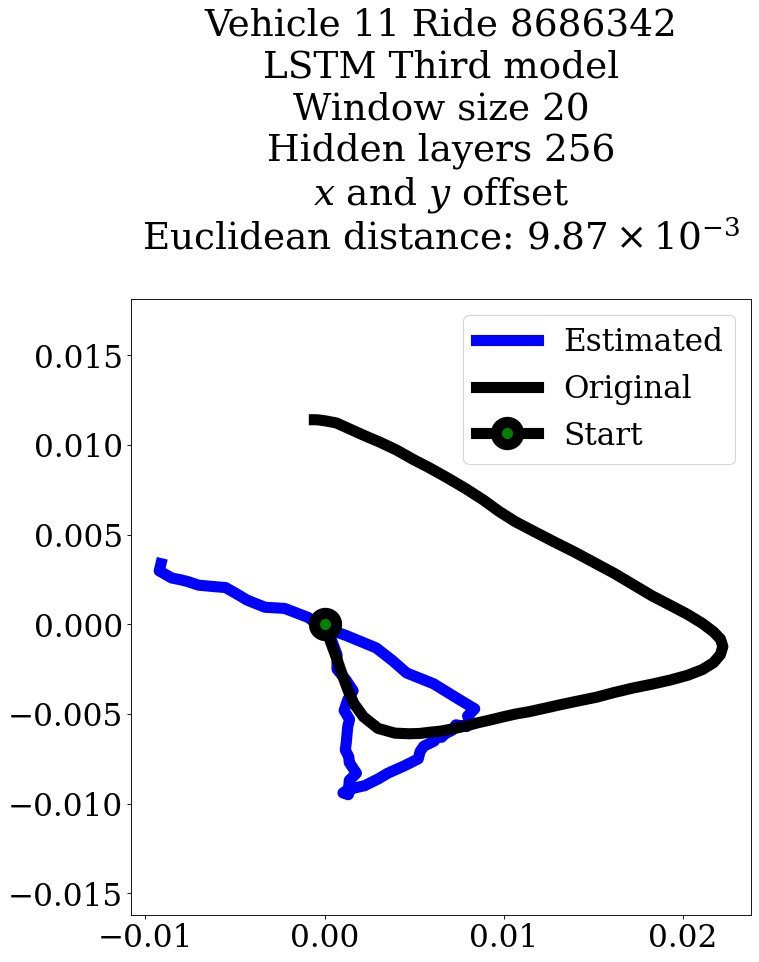 Vehicle 11 Ride 8686342
LSTM Third model
Window size 20
Hidden layers 256
x and y offset
Euclidean distance: 9.87 × 10⁻³
Estimated
Original
Start
0.015
0.010
0.005
0.000
−0.005
−0.010
−0.015
−0.01
0.00
0.01
0.02